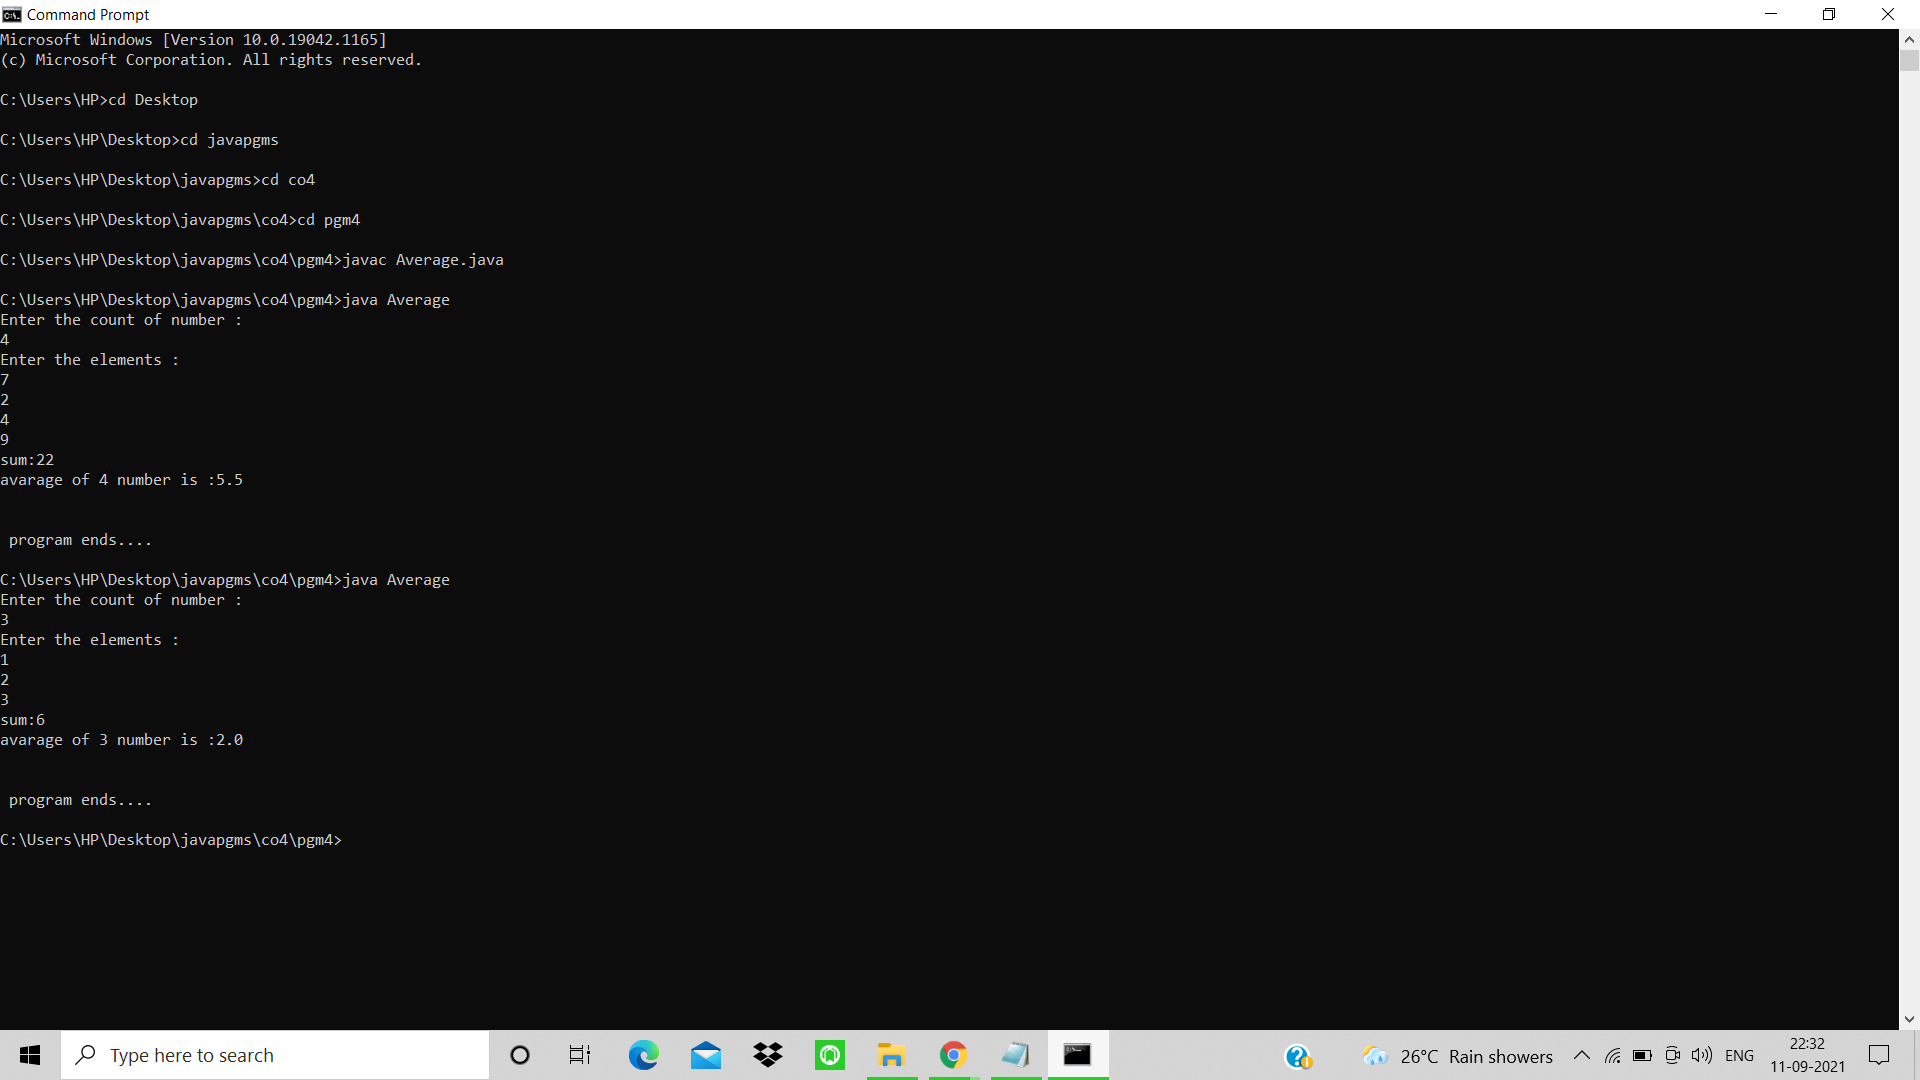 Command Prompt
Microsoft Windows [Version 10.0.19042.1165]
(c) Microsoft Corporation. All rights reserved.
C:\Users\HP>cd Desktop
C:\Users\HP\Desktop>cd javapgms
C:\Users\HP\Desktop\javapgms>cd co4
C:\Users\HP\Desktop\javapgms\co4>cd pgm4
C:\Users\HP\Desktop\javapgms\co4\pgm4>javac Average.java
C:\Users\HP\Desktop\javapgms\co4\pgm4>java Average
Enter the count of number :
4
Enter the elements :
7
2
4
9
sum:22
avarage of 4 number is :5.5
program ends....
C:\Users\HP\Desktop\javapgms\co4\pgm4>java Average
Enter the count of number :
3
Enter the elements :
1
2
3
sum:6
avarage of 3 number is :2.0
program ends....
C:\Users\HP\Desktop\javapgms\co4\pgm4>
Type here to search
26°C Rain showers
ENG
22:32
11-09-2021